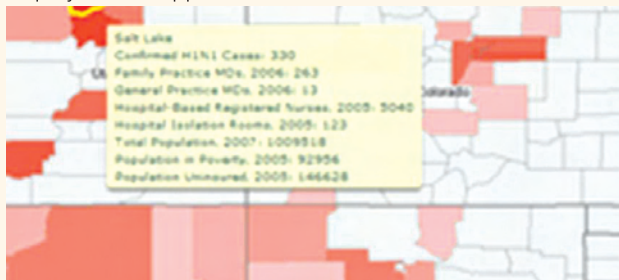 Salt Lake
Confirmed H1N1 Cases: 330
Family Practice MDs, 2006: 263
General Practice MDs, 2006: 13
Hospital-Based Registered Nurses, 2005: 5040
Hospital Isolation Rooms, 2005: 123
Total Population, 2007: 1009518
Population in Poverty, 2005: 92956
Population Uninsured, 2005: 146628
Colorado